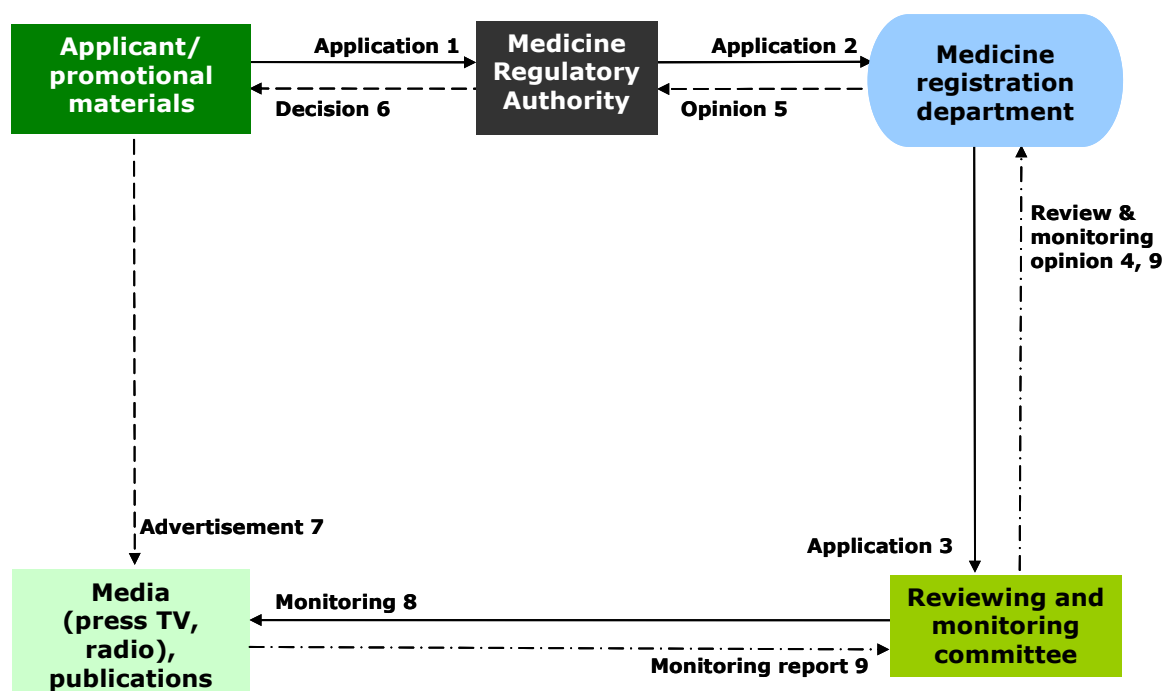 Applicant/
promotional
materials
Application 1
Decision 6
Medicine
Regulatory
Authority
Application 2
Opinion 5
Medicine
registration
department
Review &
monitoring
opinion 4, 9
Advertisement 7
Application 3
Media
(press TV,
radio),
publications
Monitoring 8
Monitoring report 9
Reviewing and
monitoring
committee